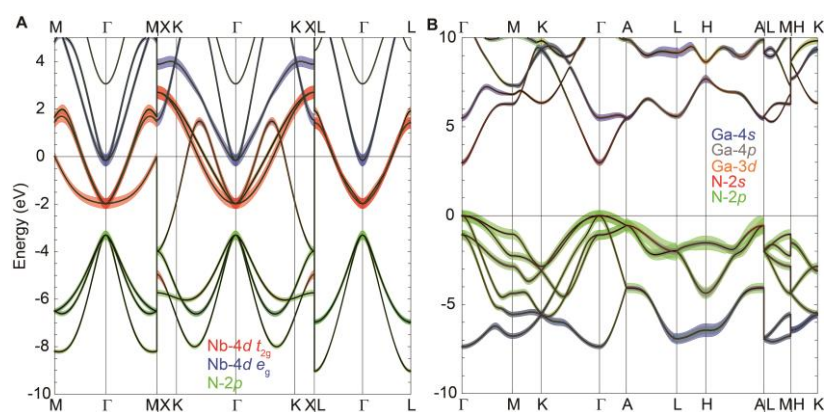 A
M Γ M X K Γ K X L Γ L
4
2
0
-2
-4
-6
-8
-10
Energy (eV)
Nb-4d t2g
Nb-4d eg
N-2p
M Γ M X K Γ K X L Γ L
B
Γ M K Γ A L H A L M H K
10
5
0
-5
-10
Ga-4s
Ga-4p
Ga-3d
N-2s
N-2p
Γ M K Γ A L H A L M H K